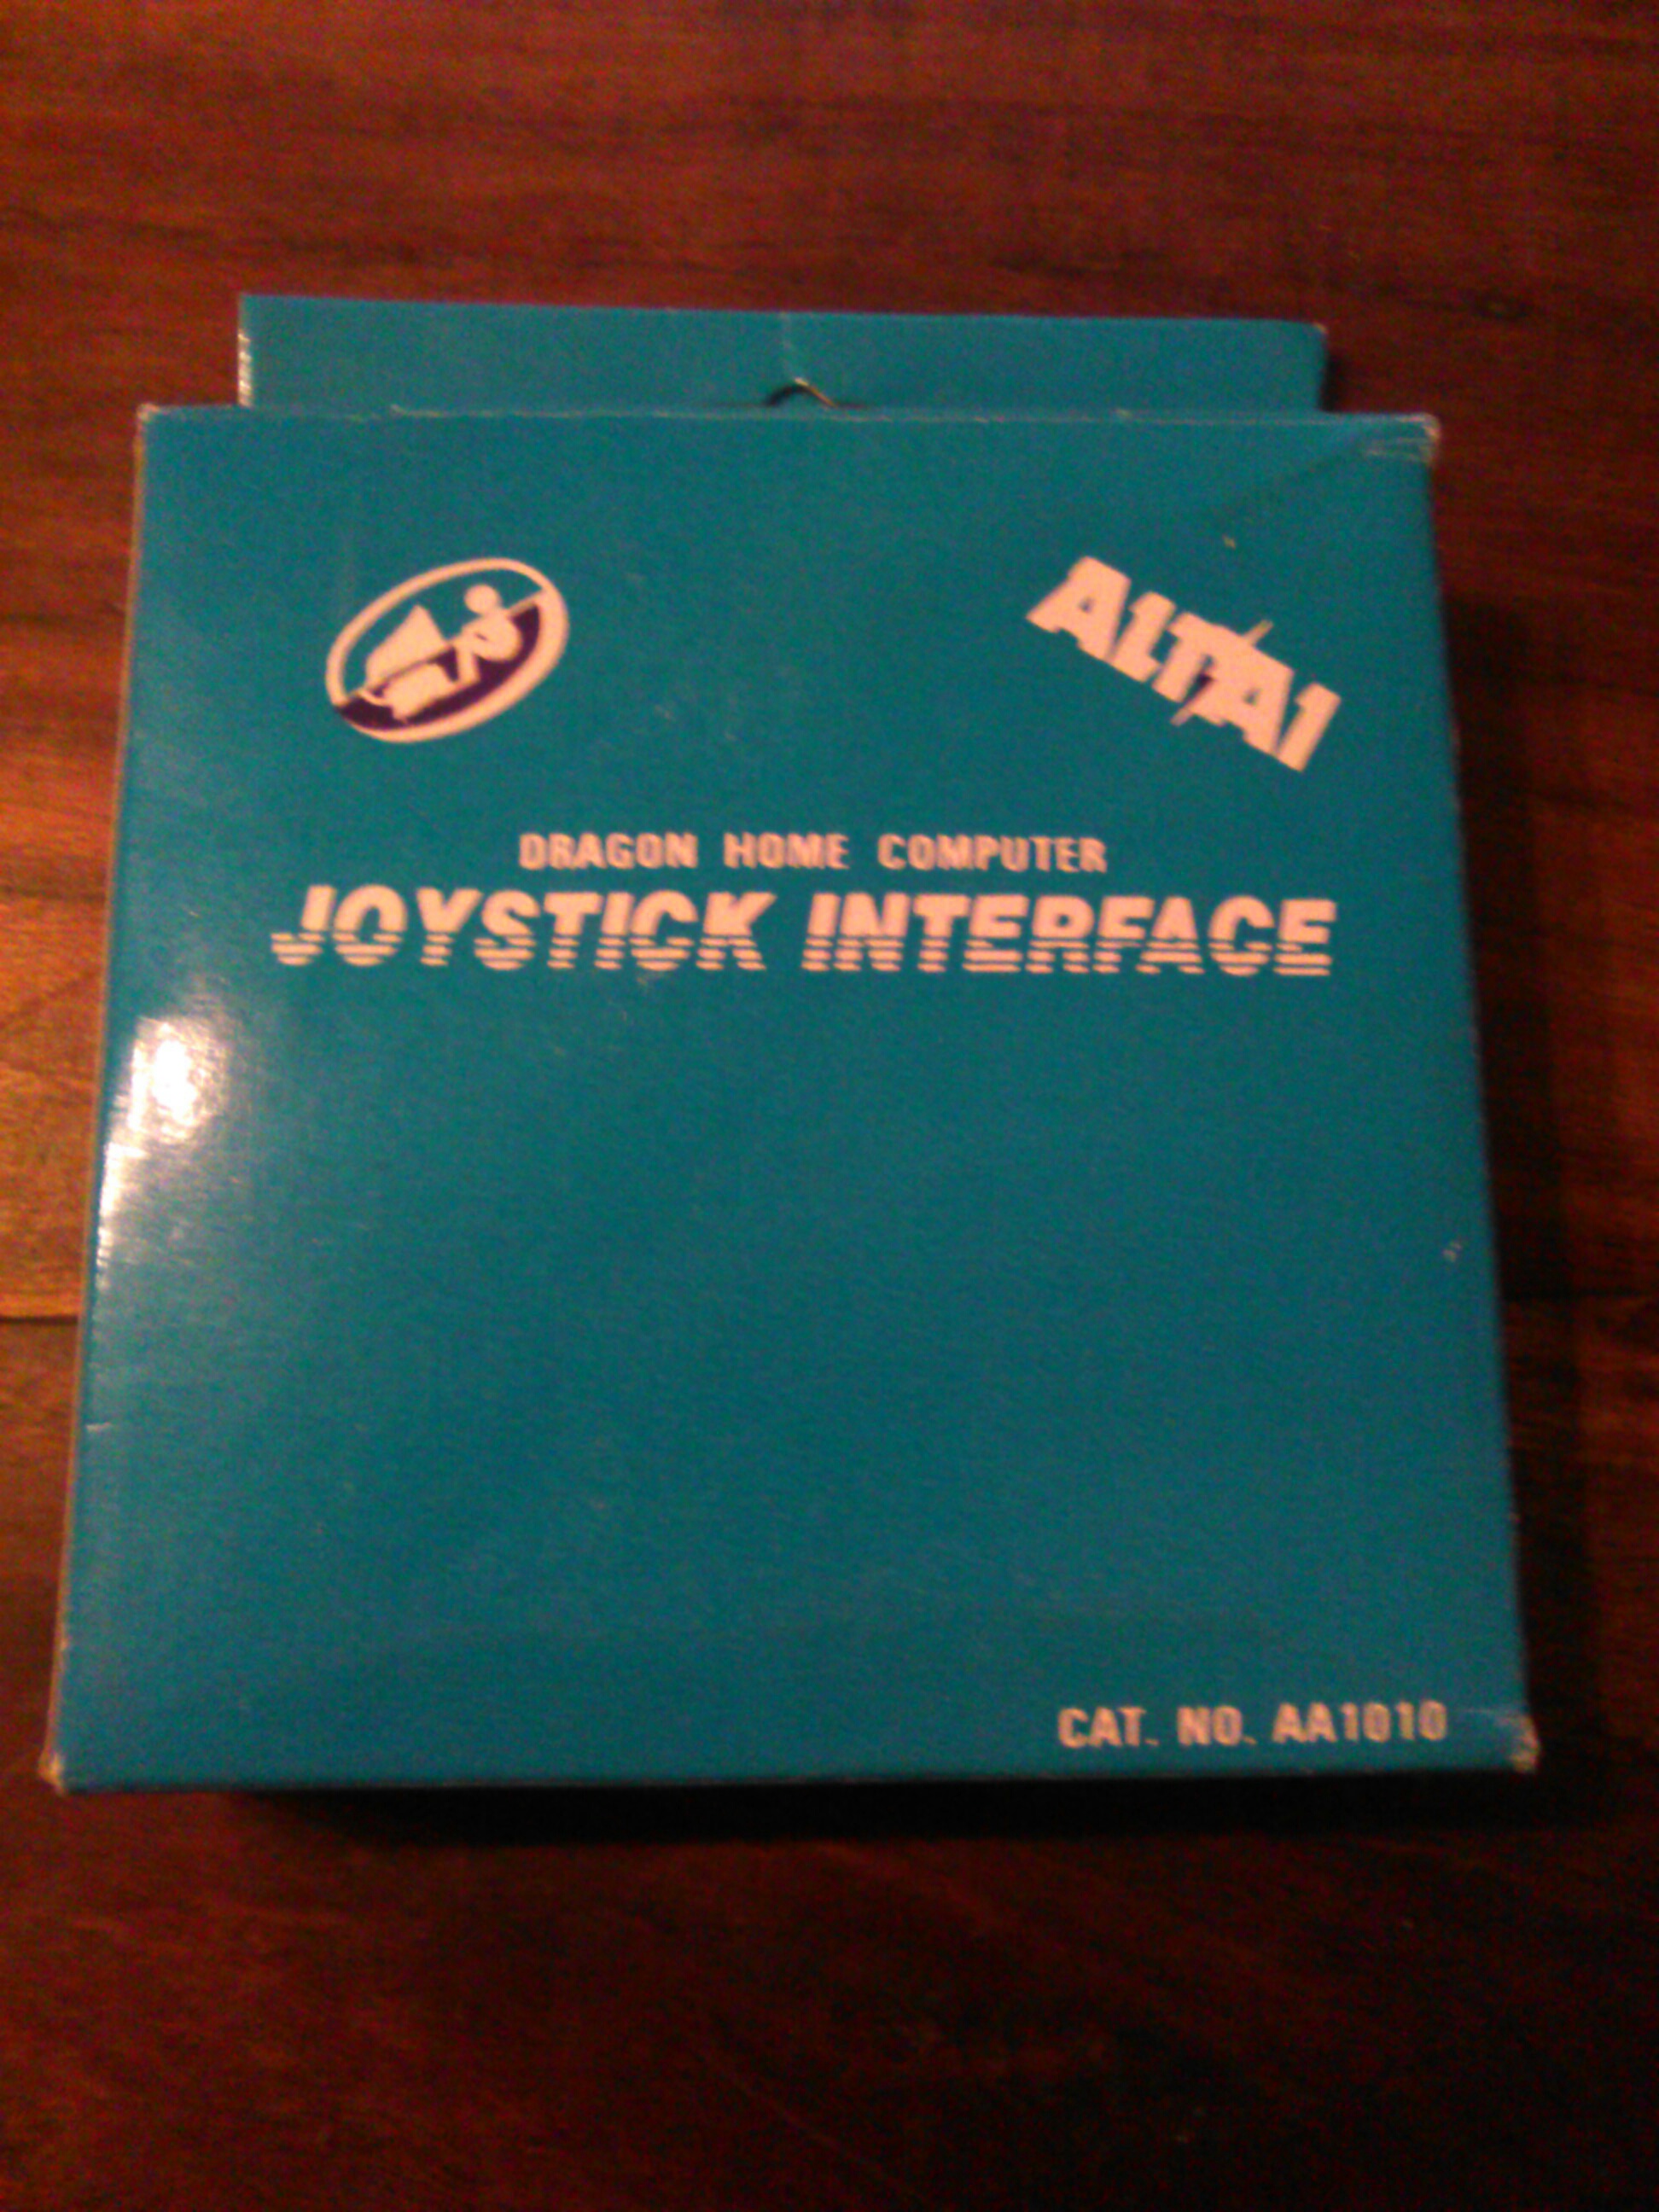 ALTAI
DRAGON HOME COMPUTER
JOYSTICK INTERFACE
CAT. NO. AA1010